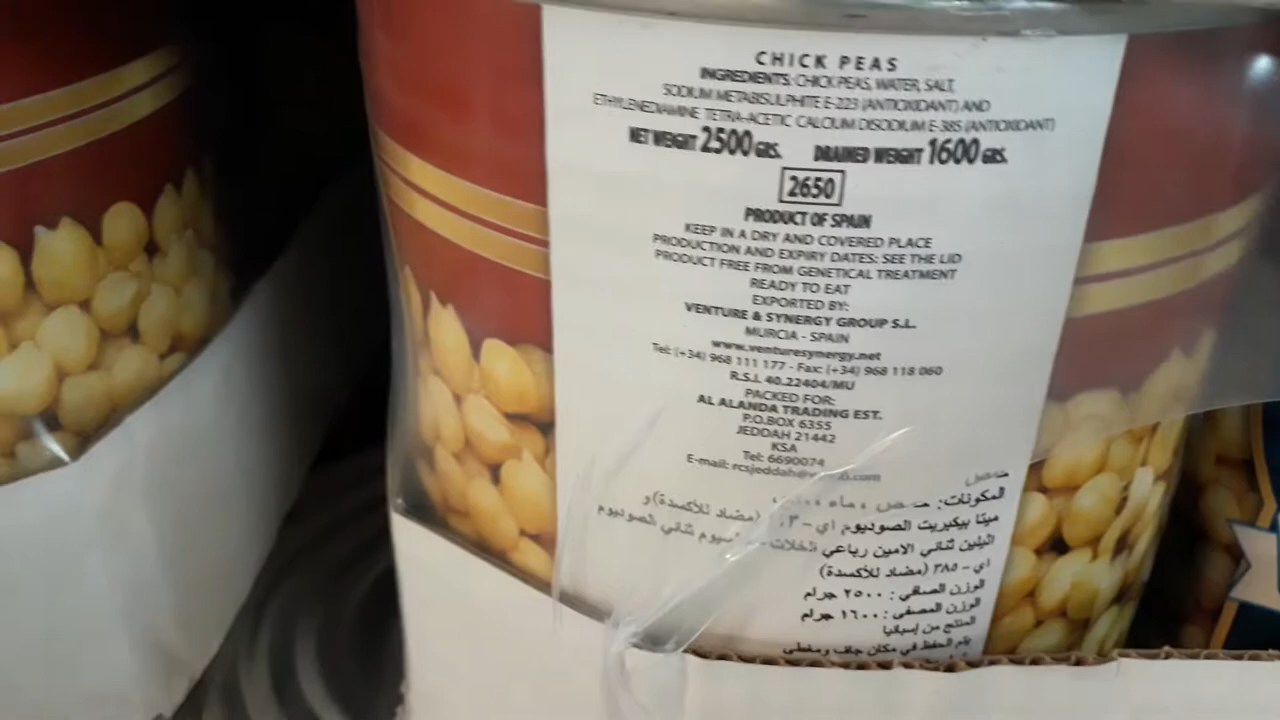 CHICK PEAS
INGREDIENTS: CHICK PEAS, WATER, SALT,
SODIUM METABISULPHITE E-223 (ANTIOXIDANT) AND
ETHYLENEDIAMINE TETRA-ACETIC CALCIUM DISODIUM E-385 (ANTIOXIDANT)
NET WEIGHT 2500 GRS. DRAINED WEIGHT 1600 GRS.
2650
PRODUCT OF SPAIN
KEEP IN A DRY AND COVERED PLACE
PRODUCTION AND EXPIRY DATES: SEE THE LID
PRODUCT FREE FROM GENETICAL TREATMENT
READY TO EAT
EXPORTED BY:
VENTURE & SYNERGY GROUP S.L.
MURCIA - SPAIN
www.venturesynergy.net
Tel: (+34) 968 111 177 - Fax: (+34) 968 118 060
R.S.I. 40.22404/MU
PACKED FOR:
AL ALANDA TRADING EST.
P.O.BOX 6355
JEDDAH 21442
KSA
Tel: 6690074
E-mail:
المكونات: حمص
ميتا بيكبريت الصوديوم اي - (مضاد للأكسدة) و
اثيلين ثنائي الامين رباعي ثنائي الصوديوم
اي - ٣٨٥ (مضاد للأكسدة)
الوزن الصافي : ٢٥٠٠ جرام
الوزن المصفى : ١٦٠٠ جرام
المنتج من إسبانيا
يتم الحفظ في مكان جاف ومغطى